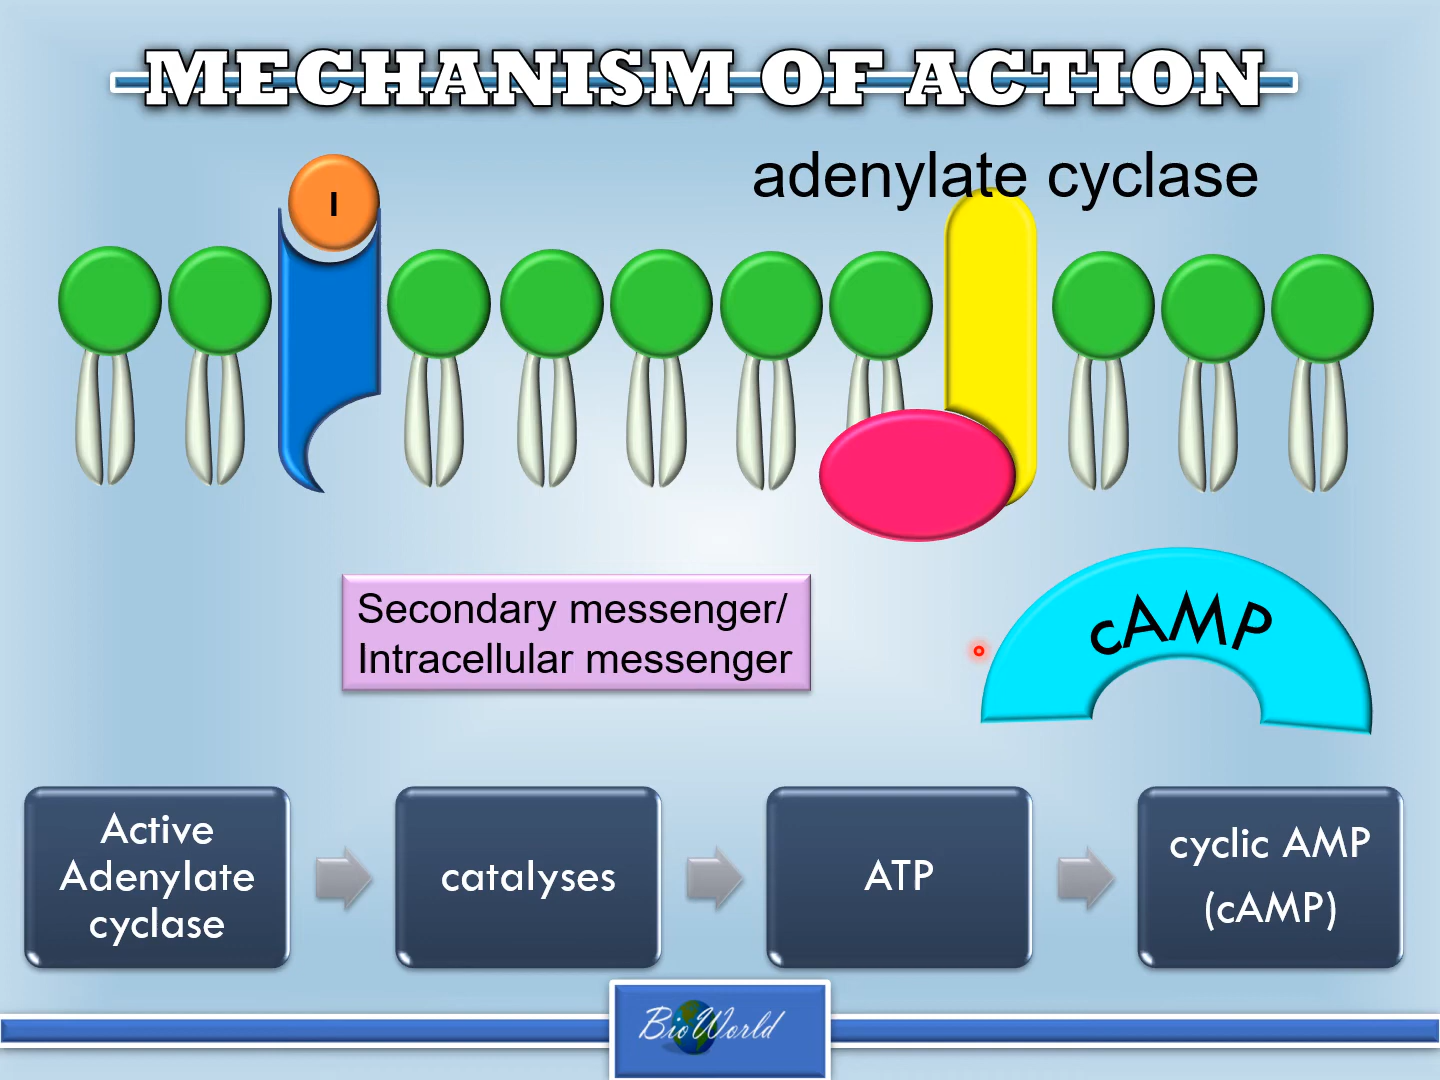 MECHANISM OF ACTION
adenylate cyclase
I
Secondary messenger/
Intracellular messenger
cAMP
Active
Adenylate
cyclase
catalyses
ATP
cyclic AMP
(cAMP)
BioWorld